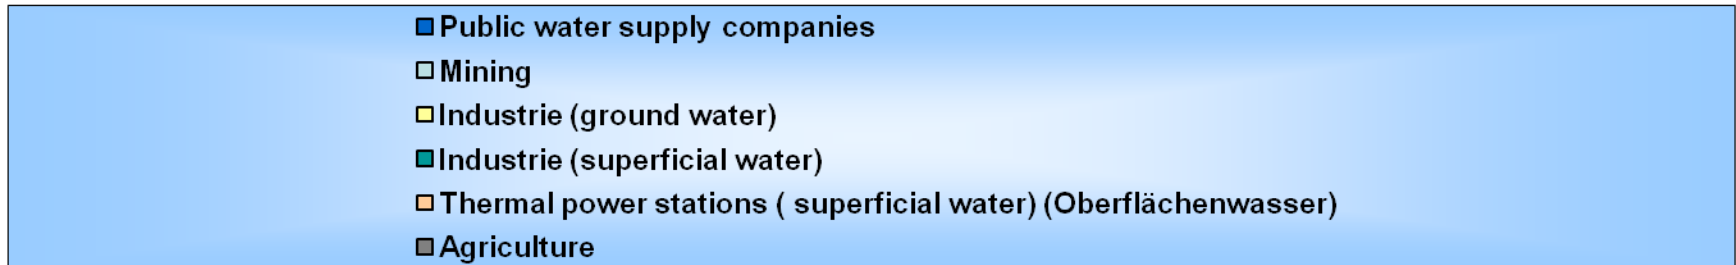 Public water supply companies
Mining
Industrie (ground water)
Industrie (superficial water)
Thermal power stations ( superficial water) (Oberflächenwasser)
Agriculture